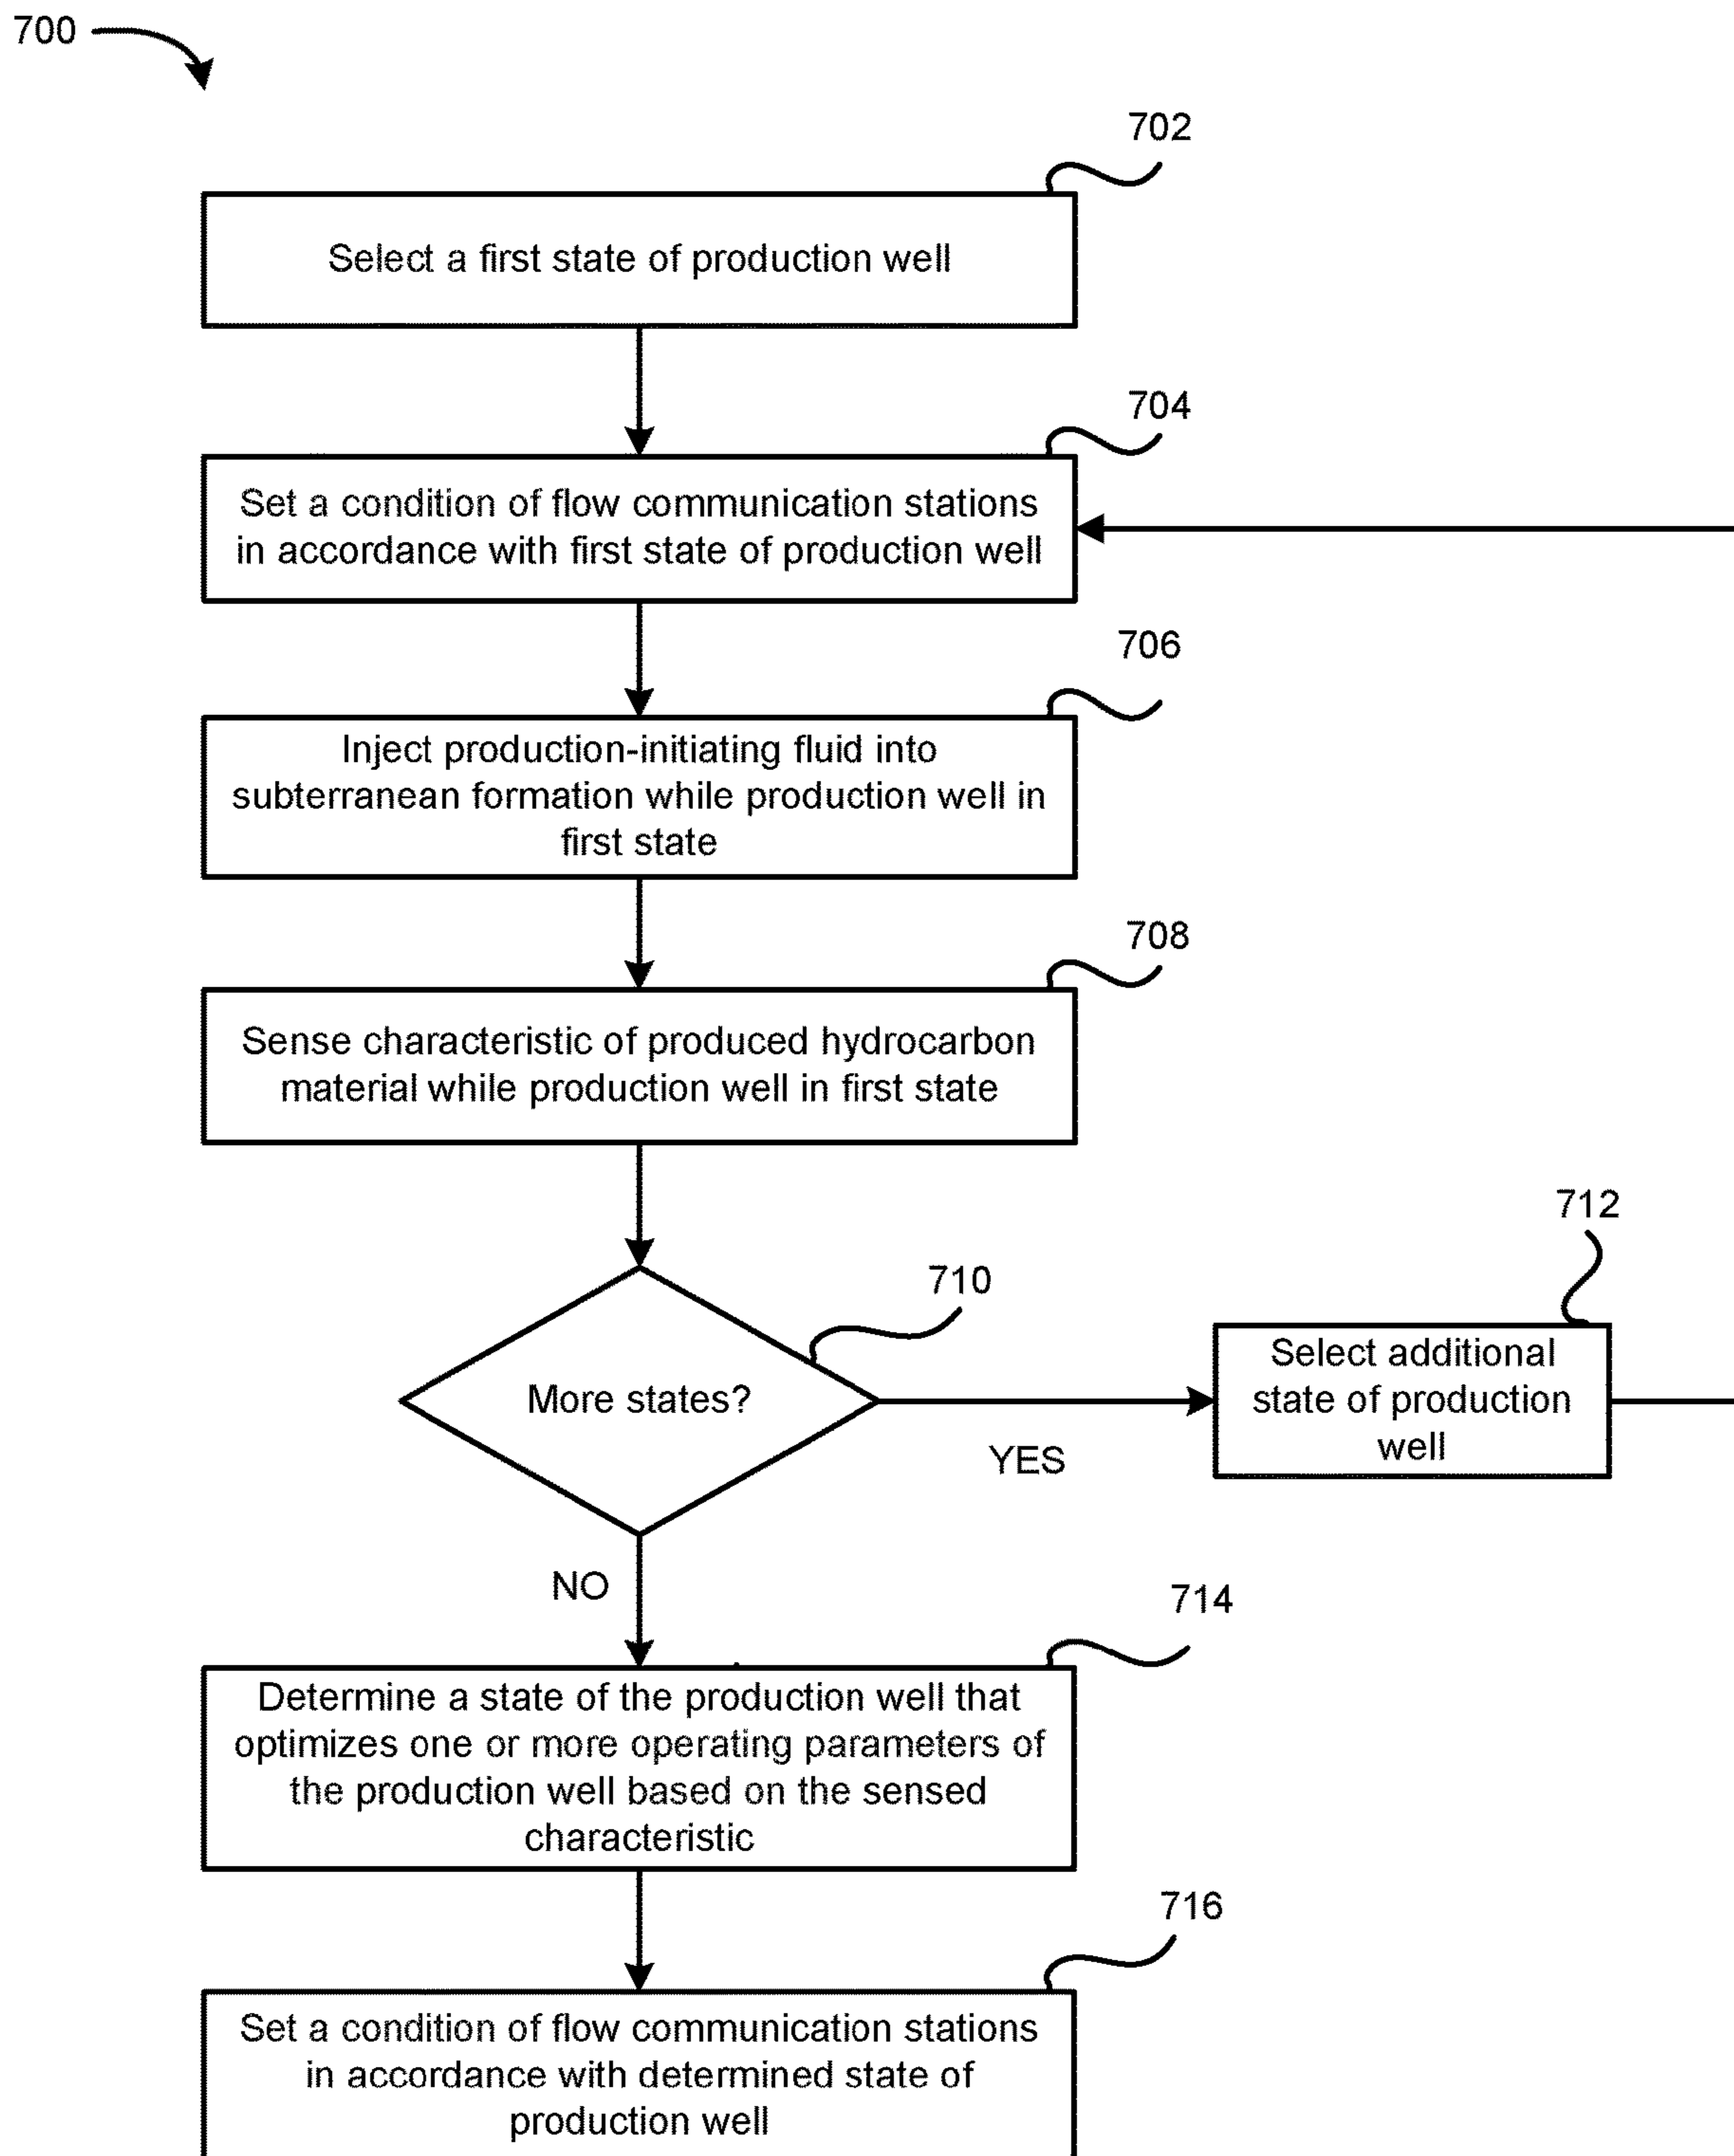 700
702
Select a first state of production well
704
Set a condition of flow communication stations
in accordance with first state of production well
706
Inject production-initiating fluid into
subterranean formation while production well in
first state
708
Sense characteristic of produced hydrocarbon
material while production well in first state
710
More states?
YES
712
Select additional
state of production
well
NO
714
Determine a state of the production well that
optimizes one or more operating parameters of
the production well based on the sensed
characteristic
716
Set a condition of flow communication stations
in accordance with determined state of
production well